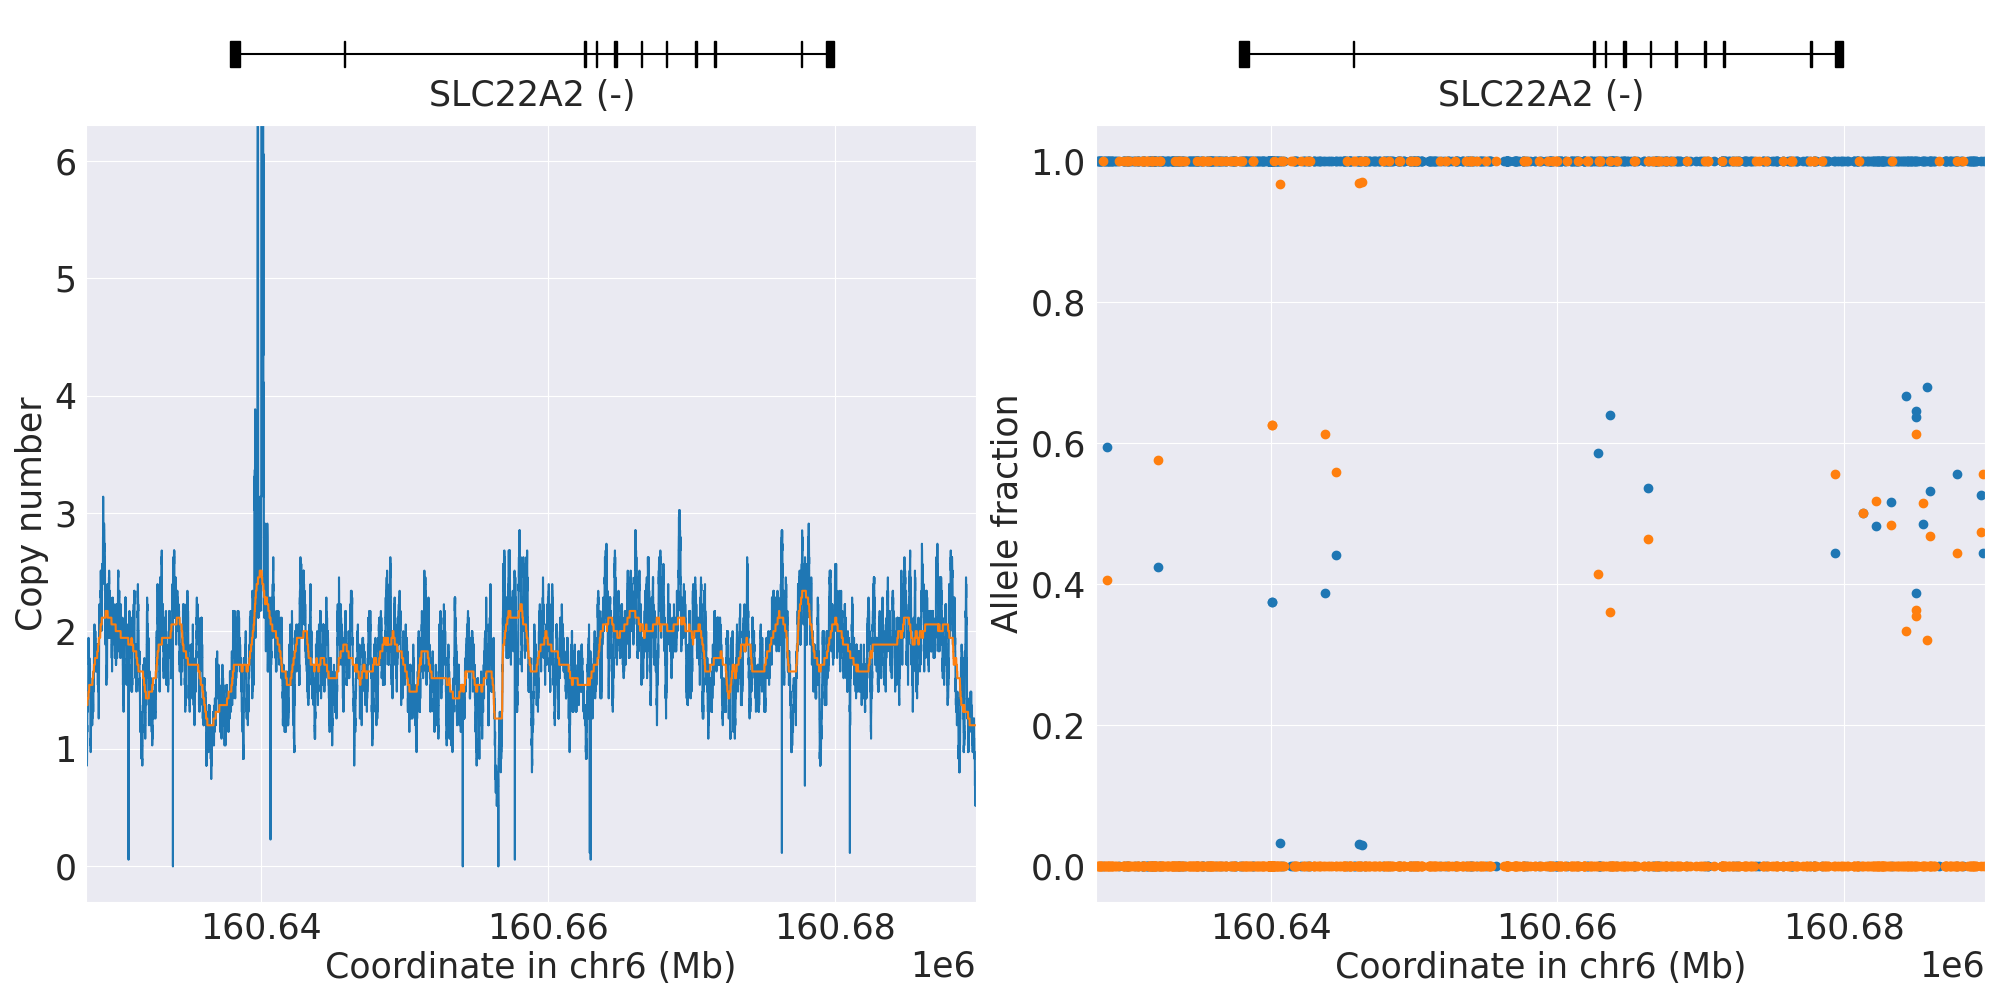 SLC22A2 (-)
SLC22A2 (-)
Copy number
6
5
4
3
2
1
0
160.64
160.66
160.68
Coordinate in chr6 (Mb)
1e6
Allele fraction
1.0
0.8
0.6
0.4
0.2
0.0
160.64
160.66
160.68
Coordinate in chr6 (Mb)
1e6